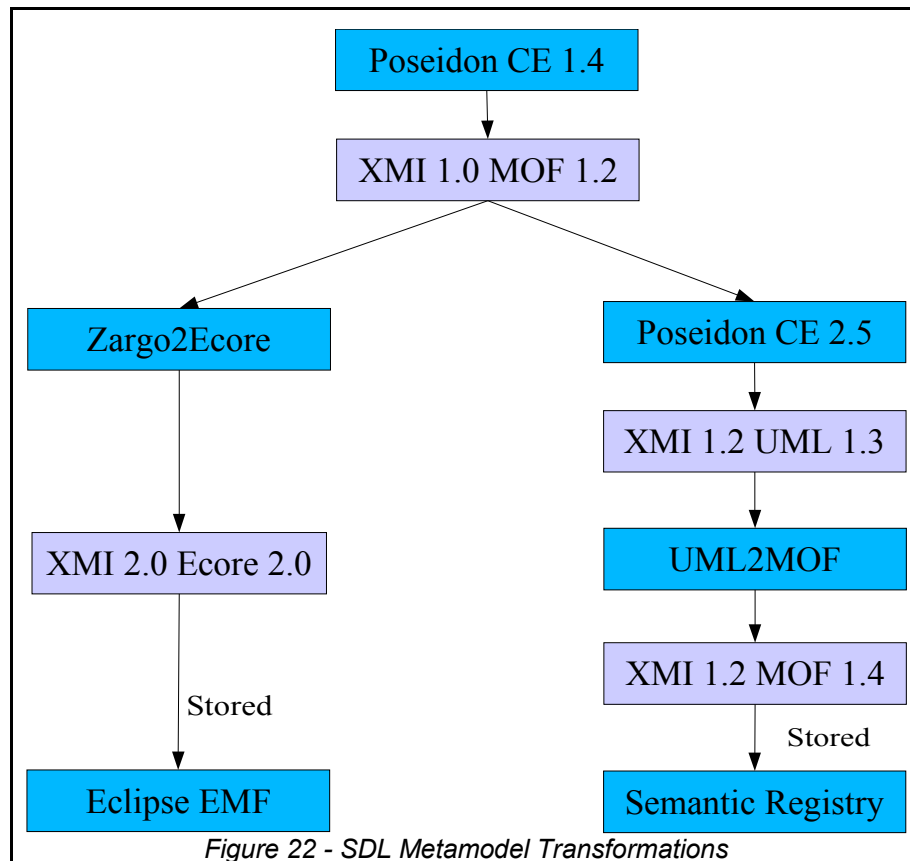 Poseidon CE 1.4
XMI 1.0 MOF 1.2
Zargo2Ecore
Poseidon CE 2.5
XMI 1.2 UML 1.3
XMI 2.0 Ecore 2.0
UML2MOF
XMI 1.2 MOF 1.4
Stored
Stored
Eclipse EMF
Semantic Registry
Figure 22 - SDL Metamodel Transformations